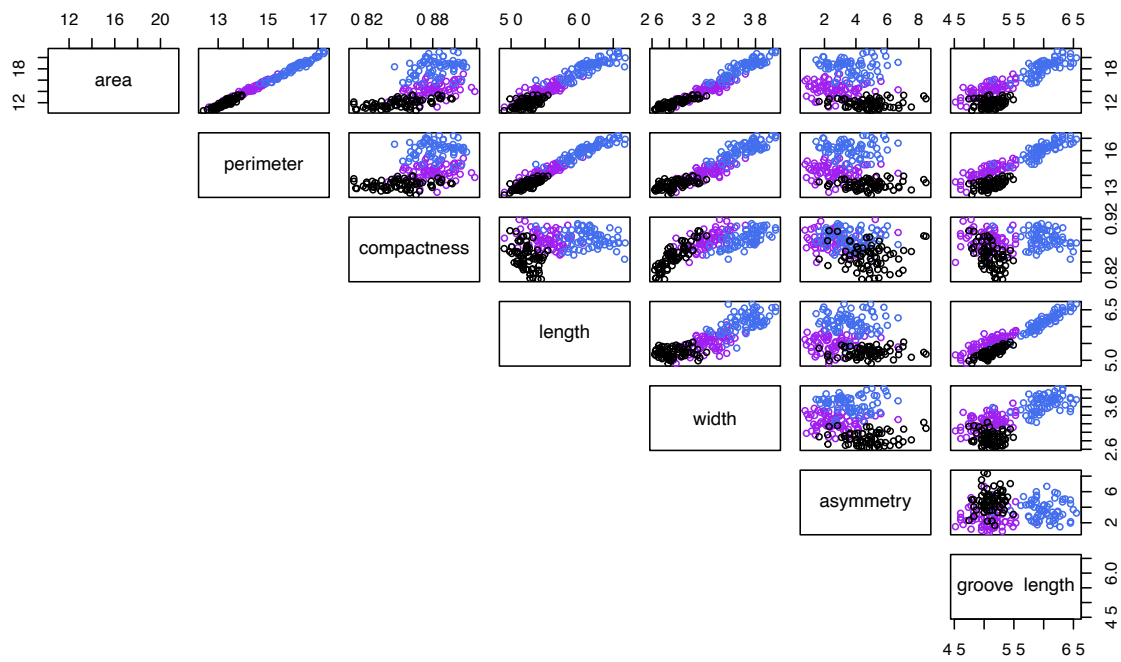 12 16 20 13 15 17 0 82 0 88 5 0 6 0 2 6 3 2 3 8 2 4 6 8 4 5 5 5 6 5
area 12 18 12 18
perimeter 13 16
compactness 0.82 0.92
length 5.0 6.5
width 2.6 3.6
asymmetry 2 6
groove length 4 5 6.0
4 5 5 5 6 5